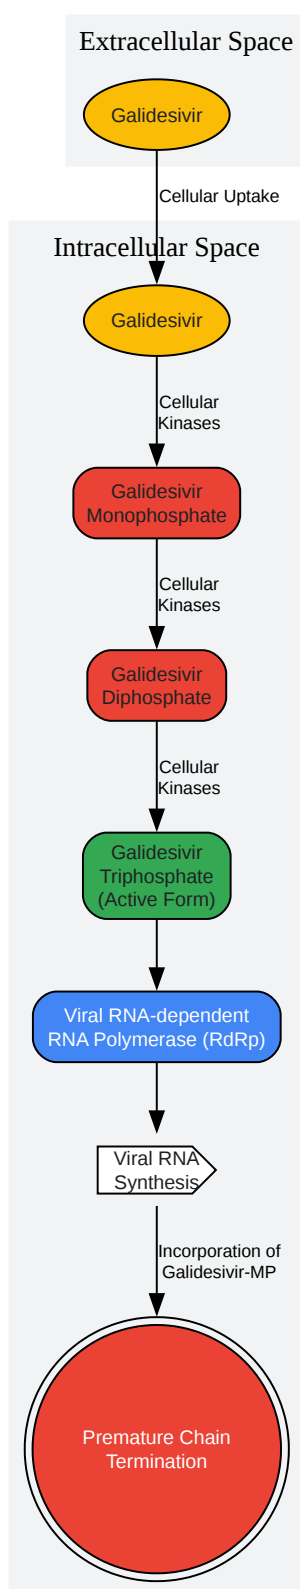 Extracellular Space
Galidesivir
Cellular Uptake
Intracellular Space
Galidesivir
Cellular
Kinases
Galidesivir
Monophosphate
Cellular
Kinases
Galidesivir
Diphosphate
Cellular
Kinases
Galidesivir
Triphosphate
(Active Form)
Viral RNA-dependent
RNA Polymerase (RdRp)
Viral RNA
Synthesis
Incorporation of
Galidesivir-MP
Premature Chain
Termination